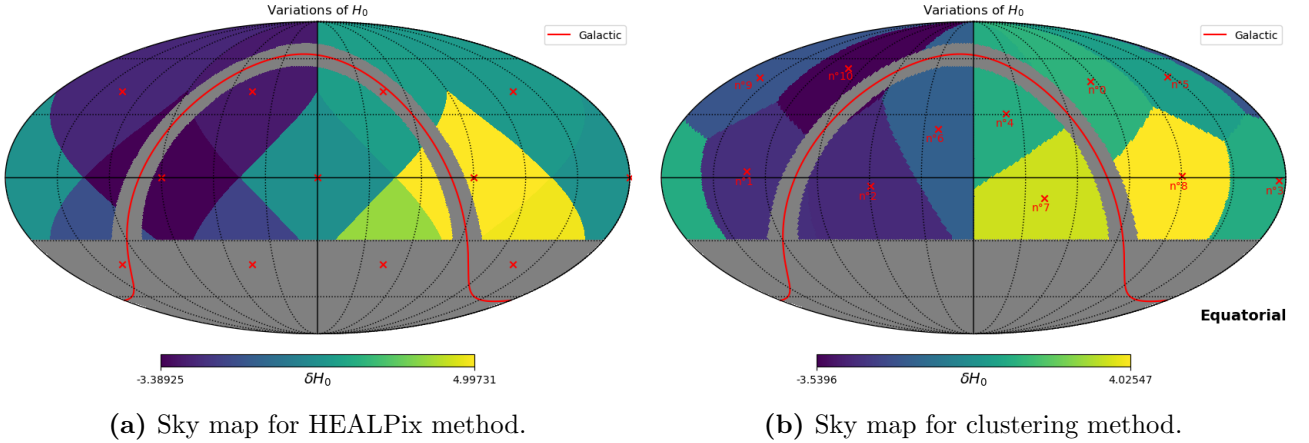 Variations of H₀
Galactic
-3.38925
4.99731
δH₀
(a) Sky map for HEALPix method.
Variations of H₀
Galactic
n°10
n°5
n°9
n°4
n°6
n°1
n°8
n°3
n°7
Equatorial
-3.5396
4.02547
δH₀
(b) Sky map for clustering method.